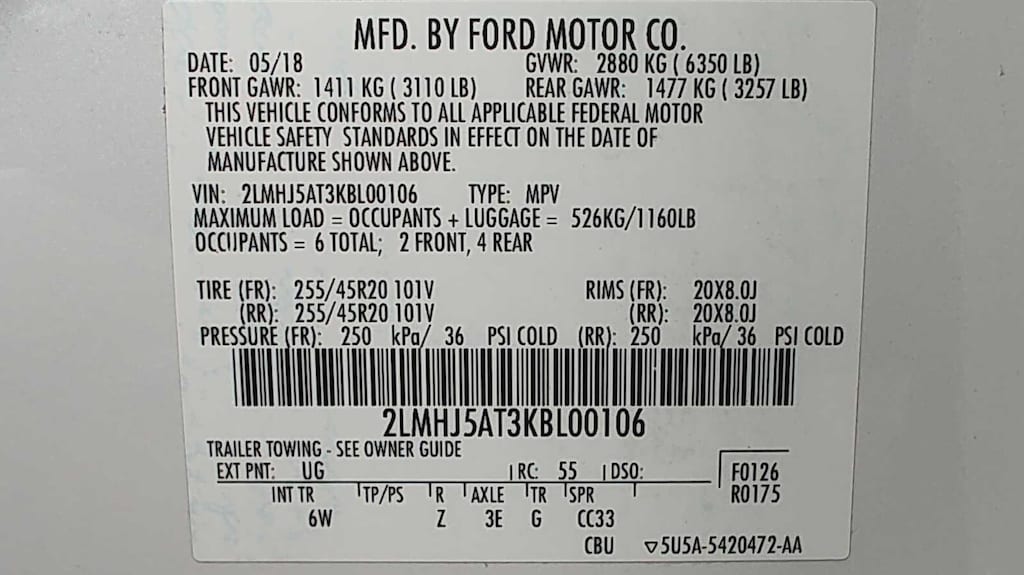 MFD. BY FORD MOTOR CO.
DATE: 05/18 GVWR: 2880 KG ( 6350 LB)
FRONT GAWR: 1411 KG ( 3110 LB) REAR GAWR: 1477 KG ( 3257 LB)
THIS VEHICLE CONFORMS TO ALL APPLICABLE FEDERAL MOTOR
VEHICLE SAFETY STANDARDS IN EFFECT ON THE DATE OF
MANUFACTURE SHOWN ABOVE.
VIN: 2LMHJ5AT3KBL00106 TYPE: MPV
MAXIMUM LOAD = OCCUPANTS + LUGGAGE = 526KG/1160LB
OCCUPANTS = 6 TOTAL; 2 FRONT, 4 REAR
TIRE (FR): 255/45R20 101V RIMS (FR): 20X8.0J
(RR): 255/45R20 101V (RR): 20X8.0J
PRESSURE (FR): 250 kPa/ 36 PSI COLD (RR): 250 kPa/ 36 PSI COLD
2LMHJ5AT3KBL00106
TRAILER TOWING - SEE OWNER GUIDE
EXT PNT: UG RC: 55 DSO: F0126
INT TR TP/PS R AXLE TR SPR R0175
6W Z 3E G CC33
CBU ▽5U5A-5420472-AA